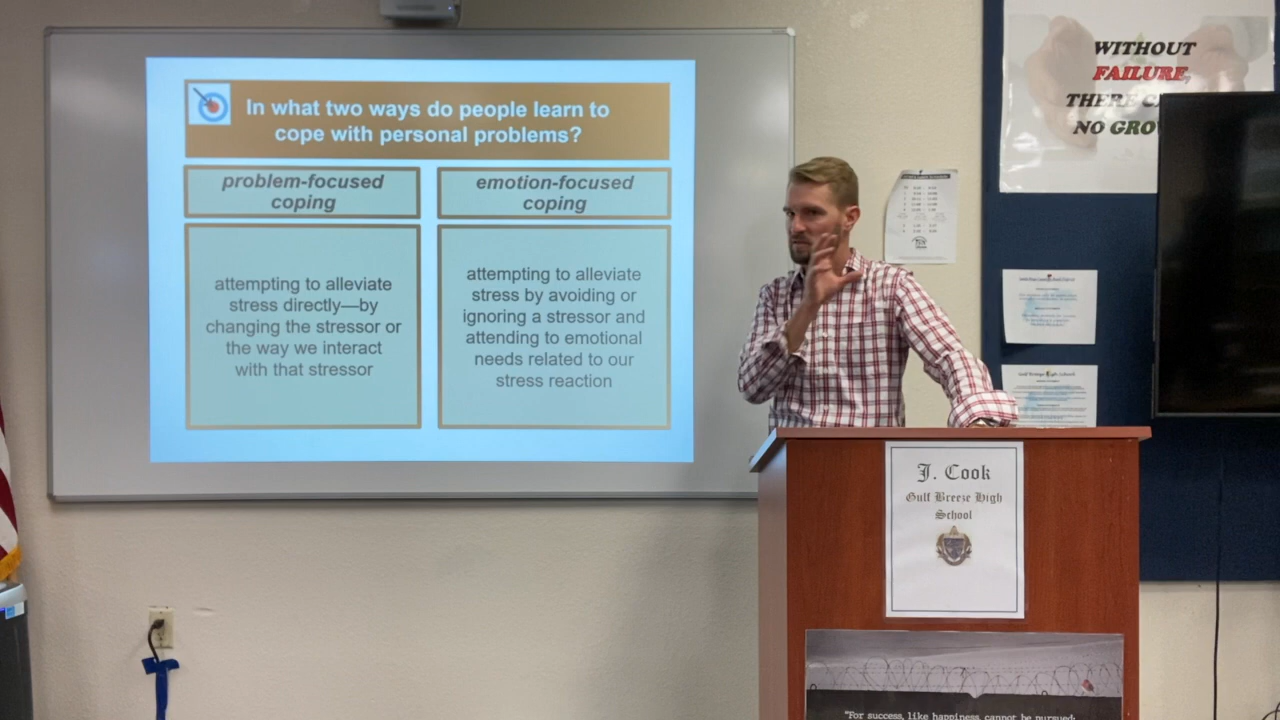 In what two ways do people learn to
cope with personal problems?
problem-focused
coping
emotion-focused
coping
attempting to alleviate
stress directly—by
changing the stressor or
the way we interact
with that stressor
attempting to alleviate
stress by avoiding or
ignoring a stressor and
attending to emotional
needs related to our
stress reaction
WITHOUT
FAILURE,
THERE
NO
J. Cook
Gulf Breeze High
School
"For success, like happiness, cannot be pursued;